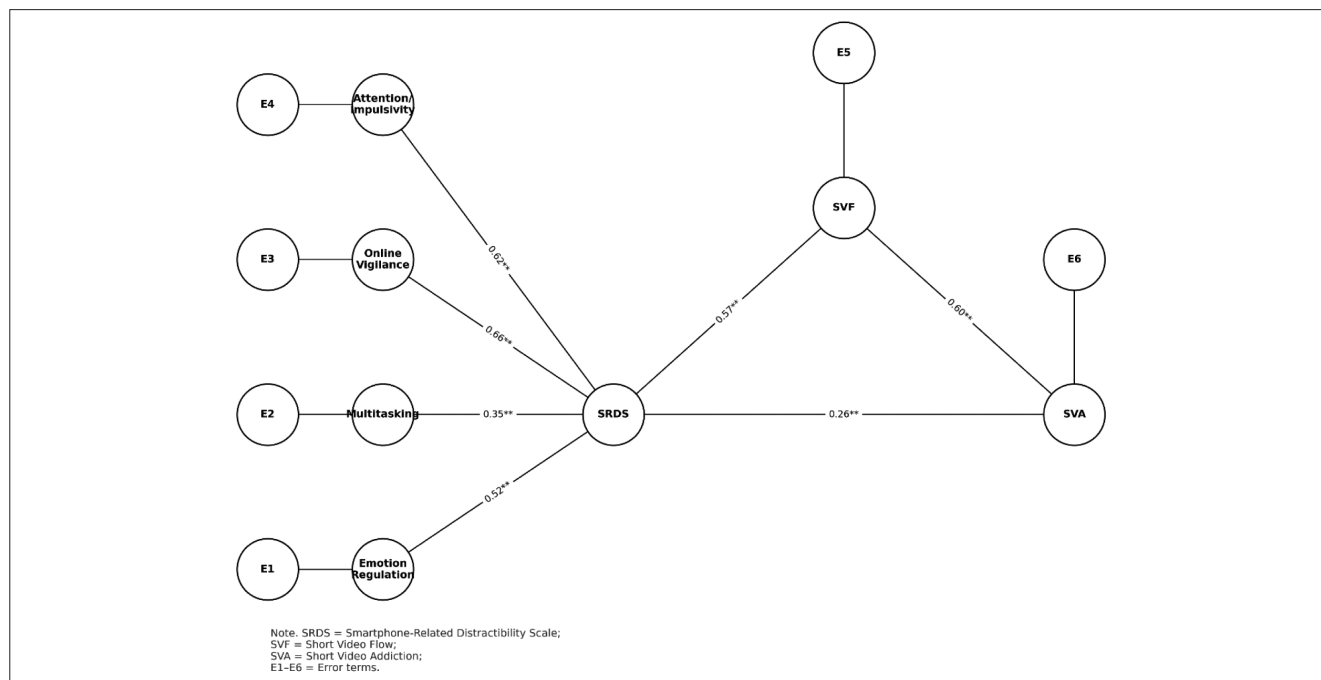 E5
E4
Attention/
Impulsivity
SVF
E3
Online
Vigilance
E6
0.62**
0.57**
0.60**
0.66**
E2
Multitasking
0.35**
SRDS
0.26**
SVA
0.52**
E1
Emotion
Regulation
Note. SRDS = Smartphone-Related Distractibility Scale;
SVF = Short Video Flow;
SVA = Short Video Addiction;
E1–E6 = Error terms.